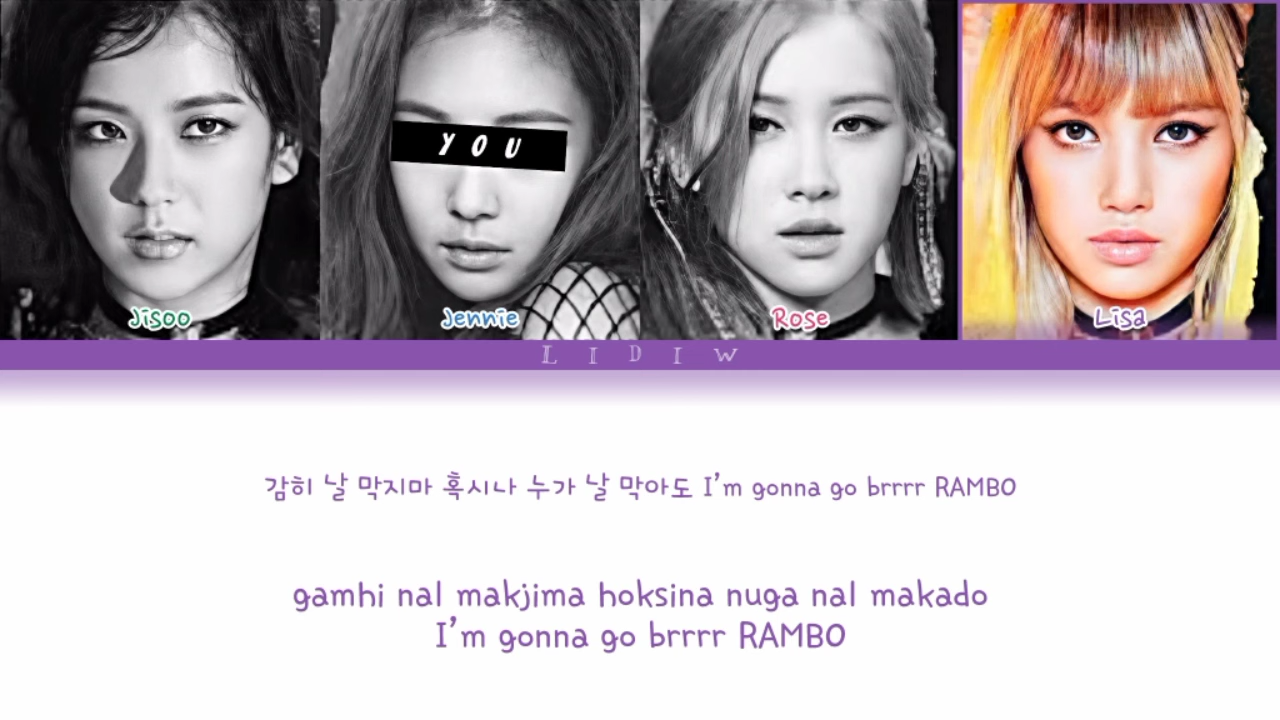 YOU
Jisoo
Jennie
Rose
Lisa
LIDIW
감히 날 막지마 혹시나 누가 날 막아도 I'm gonna go brrrr RAMBO
gamhi nal makjima hoksina nuga nal makado
I'm gonna go brrrr RAMBO